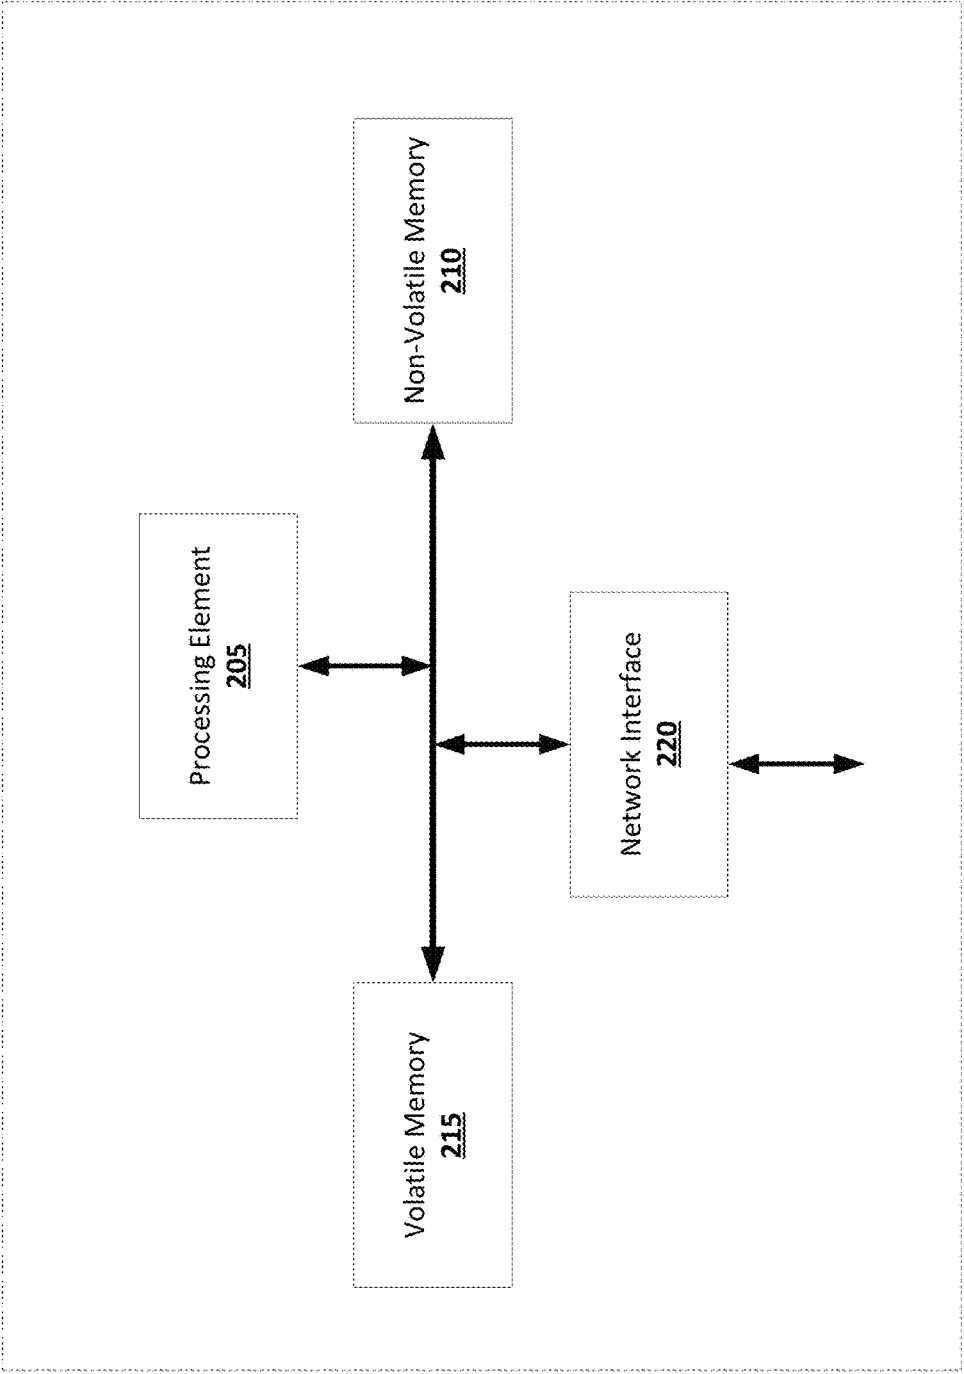 Processing Element
205
Volatile Memory
215
Non-Volatile Memory
210
Network Interface
220